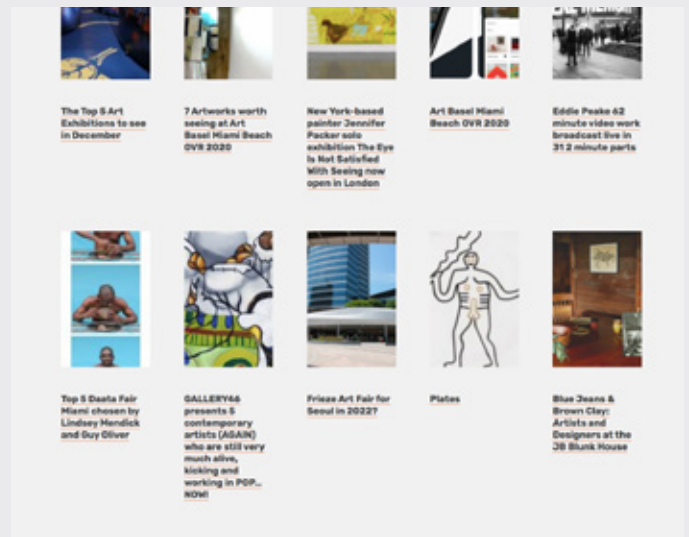 The Top 5 Art
Exhibitions to see
in December
7 Artworks worth
seeing at Art
Basel Miami Beach
OVR 2020
New York-based
painter Jennifer
Packer solo
exhibition The Eye
Is Not Satisfied
With Seeing now
open in London
Art Basel Miami
Beach OVR 2020
Eddie Peake 62
minute video work
broadcast live in
31 2 minute parts
Top 5 Daata Fair
Miami chosen by
Lindsey Mendick
and Guy Oliver
GALLERY46
presents 5
contemporary
artists (AGAIN)
who are still very
much alive,
kicking and
working in POP...
NOW!
Frieze Art Fair for
Seoul in 2022?
Plates
Blue Jeans &
Brown Clay:
Artists and
Designers at the
JB Blunk House